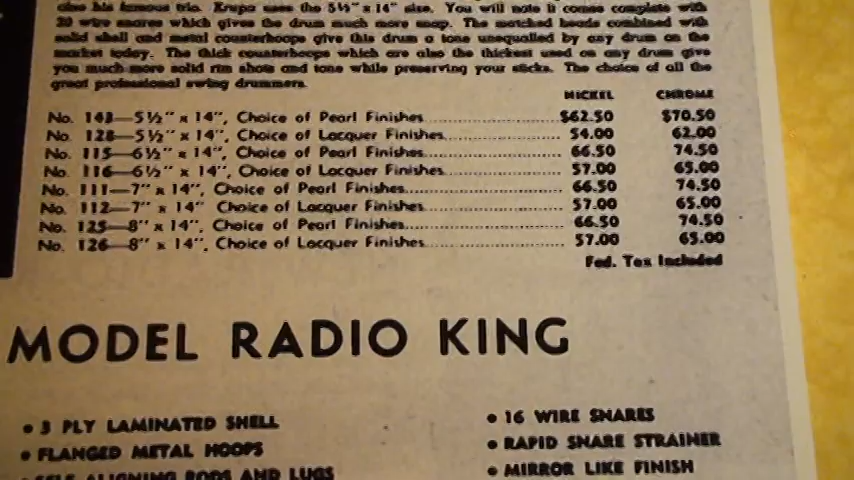 also his famous trio. Krupa uses the 5½" x 14" size. You will note it comes complete with
20 wire snares which gives the drum much more snap. The matched heads combined with
solid shell and metal counterhoops give this drum a tone unequalled by any drum on the
market today. The thick counterhoops which are also the thickest used on any drum give
you much more solid rim shots and tone while preserving your sticks. The choice of all the
great professional swing drummers.
NICKEL CHROME
No. 143—5½" x 14", Choice of Pearl Finishes $62.50 $70.50
No. 128—5½" x 14", Choice of Lacquer Finishes 54.00 62.00
No. 115—6½" x 14", Choice of Pearl Finishes 66.50 74.50
No. 116—6½" x 14", Choice of Lacquer Finishes 57.00 65.00
No. 111—7" x 14", Choice of Pearl Finishes 66.50 74.50
No. 112—7" x 14" Choice of Lacquer Finishes 57.00 65.00
No. 125—8" x 14", Choice of Pearl Finishes 66.50 74.50
No. 126—8" x 14", Choice of Lacquer Finishes 57.00 65.00
Fed. Tax Included
MODEL RADIO KING
• 3 PLY LAMINATED SHELL
• FLANGED METAL HOOPS
• SELF ALIGNING RODS AND LUGS
• 16 WIRE SNARES
• RAPID SNARE STRAINER
• MIRROR LIKE FINISH